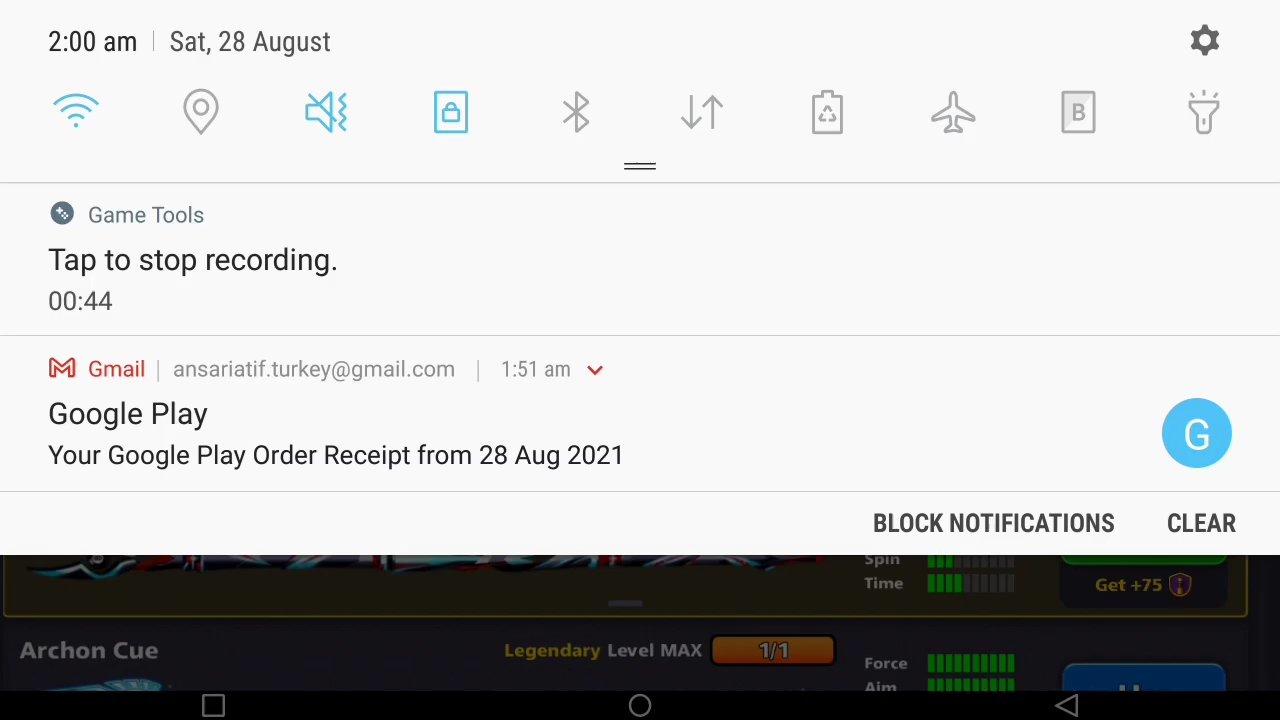 2:00 am | Sat, 28 August
B
Game Tools
Tap to stop recording.
00:44
Gmail | ansariatif.turkey@gmail.com | 1:51 am
Google Play
Your Google Play Order Receipt from 28 Aug 2021
G
BLOCK NOTIFICATIONS CLEAR
Spin
Time
Get +75
Archon Cue Legendary Level MAX 1/1
Force
Aim